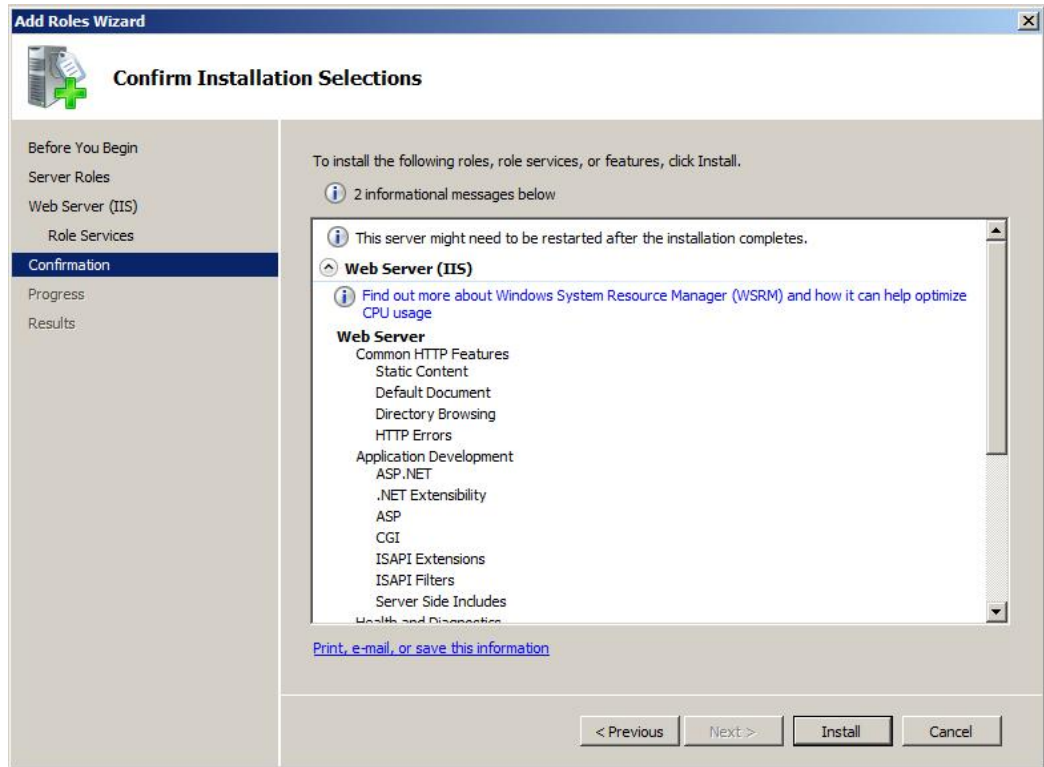 Add Roles Wizard
Confirm Installation Selections
Before You Begin
Server Roles
Web Server (IIS)
Role Services
Confirmation
Progress
Results
To install the following roles, role services, or features, click Install.
2 informational messages below
This server might need to be restarted after the installation completes.
Web Server (IIS)
Find out more about Windows System Resource Manager (WSRM) and how it can help optimize
CPU usage
Web Server
Common HTTP Features
Static Content
Default Document
Directory Browsing
HTTP Errors
Application Development
ASP.NET
.NET Extensibility
ASP
CGI
ISAPI Extensions
ISAPI Filters
Server Side Includes
Health and Diagnostics
Print, e-mail, or save this information
< Previous
Next >
Install
Cancel